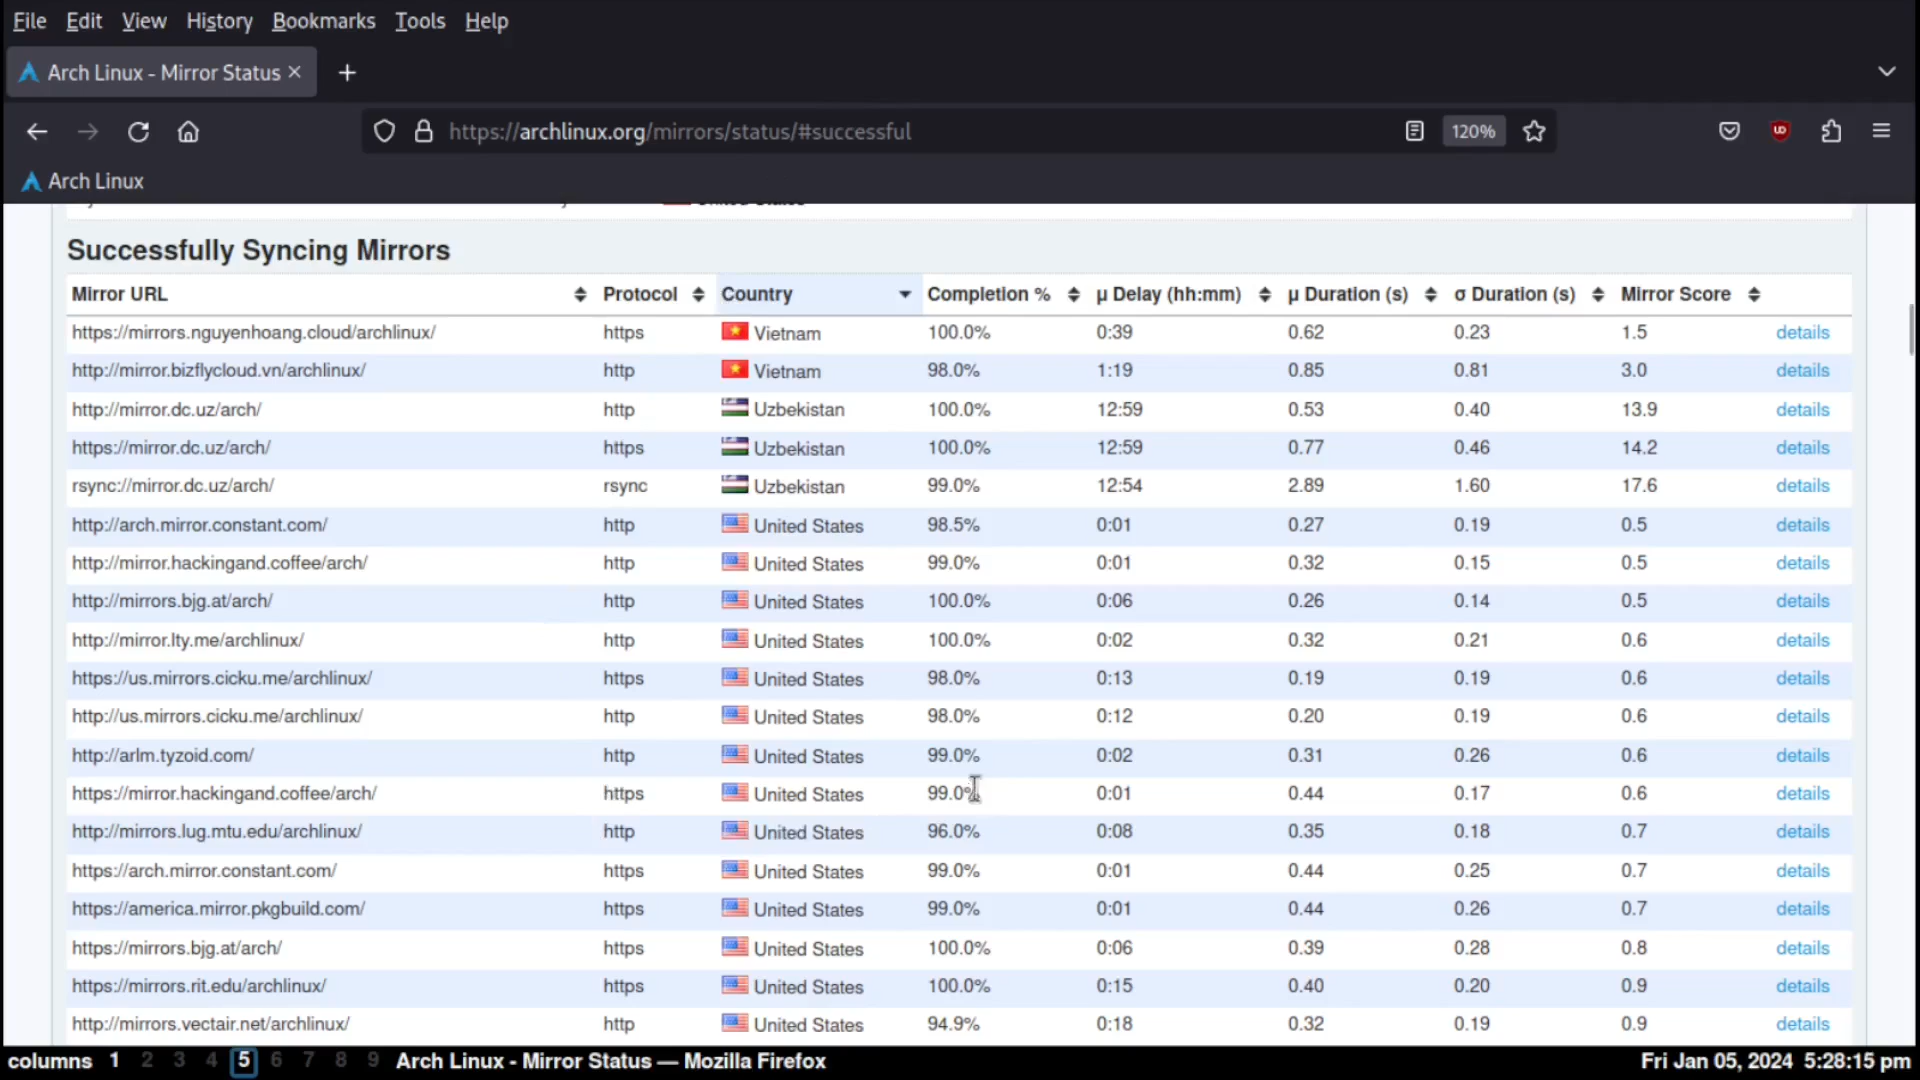 File Edit View History Bookmarks Tools Help
Arch Linux - Mirror Status
https://archlinux.org/mirrors/status/#successful 120%
Arch Linux
Successfully Syncing Mirrors
Mirror URL Protocol Country Completion % μ Delay (hh:mm) μ Duration (s) σ Duration (s) Mirror Score
https://mirrors.nguyenhoang.cloud/archlinux/ https Vietnam 100.0% 0:39 0.62 0.23 1.5 details
http://mirror.bizflycloud.vn/archlinux/ http Vietnam 98.0% 1:19 0.85 0.81 3.0 details
http://mirror.dc.uz/arch/ http Uzbekistan 100.0% 12:59 0.53 0.40 13.9 details
https://mirror.dc.uz/arch/ https Uzbekistan 100.0% 12:59 0.77 0.46 14.2 details
rsync://mirror.dc.uz/arch/ rsync Uzbekistan 99.0% 12:54 2.89 1.60 17.6 details
http://arch.mirror.constant.com/ http United States 98.5% 0:01 0.27 0.19 0.5 details
http://mirror.hackingand.coffee/arch/ http United States 99.0% 0:01 0.32 0.15 0.5 details
http://mirrors.bjg.at/arch/ http United States 100.0% 0:06 0.26 0.14 0.5 details
http://mirror.lty.me/archlinux/ http United States 100.0% 0:02 0.32 0.21 0.6 details
https://us.mirrors.cicku.me/archlinux/ https United States 98.0% 0:13 0.19 0.19 0.6 details
http://us.mirrors.cicku.me/archlinux/ http United States 98.0% 0:12 0.20 0.19 0.6 details
http://arlm.tyzoid.com/ http United States 99.0% 0:02 0.31 0.26 0.6 details
https://mirror.hackingand.coffee/arch/ https United States 99.0% 0:01 0.44 0.17 0.6 details
http://mirrors.lug.mtu.edu/archlinux/ http United States 96.0% 0:08 0.35 0.18 0.7 details
https://arch.mirror.constant.com/ https United States 99.0% 0:01 0.44 0.25 0.7 details
https://america.mirror.pkgbuild.com/ https United States 99.0% 0:01 0.44 0.26 0.7 details
https://mirrors.bjg.at/arch/ https United States 100.0% 0:06 0.39 0.28 0.8 details
https://mirrors.rit.edu/archlinux/ https United States 100.0% 0:15 0.40 0.20 0.9 details
http://mirrors.vectair.net/archlinux/ http United States 94.9% 0:18 0.32 0.19 0.9 details
columns 1 2 3 4 5 6 7 8 9 Arch Linux - Mirror Status — Mozilla Firefox Fri Jan 05, 2024 5:28:15 pm